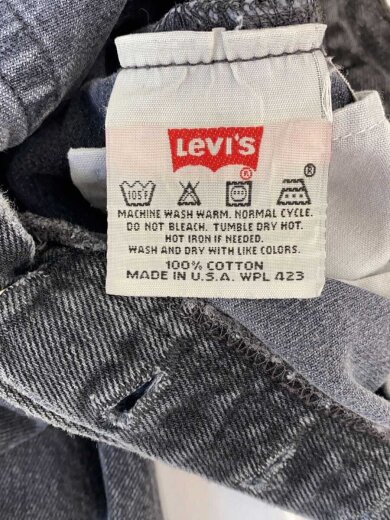 Levi's
®
105F
®
MACHINE WASH WARM. NORMAL CYCLE.
DO NOT BLEACH. TUMBLE DRY HOT.
HOT IRON IF NEEDED.
WASH AND DRY WITH LIKE COLORS.
100% COTTON
MADE IN U.S.A. WPL 423